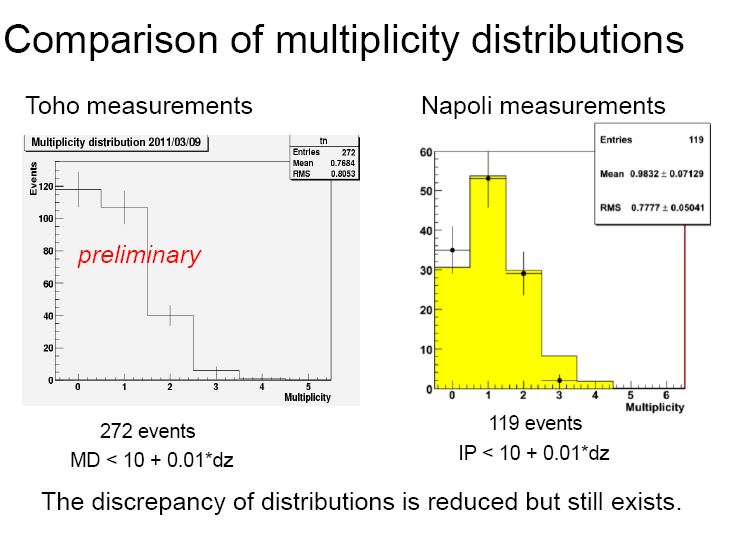 Comparison of multiplicity distributions
Toho measurements
Multiplicity distribution 2011/03/09
tn
Entries 272
Mean 0.7684
RMS 0.8053
Events
120
100
80
60
40
20
0
preliminary
0 1 2 3 4 5
Multiplicity
272 events
MD < 10 + 0.01*dz
Napoli measurements
Entries 119
Mean 0.9832 ± 0.07129
RMS 0.7777 ± 0.05041
60
50
40
30
20
10
0
0 1 2 3 4 5 6
Multiplicity
119 events
IP < 10 + 0.01*dz
The discrepancy of distributions is reduced but still exists.